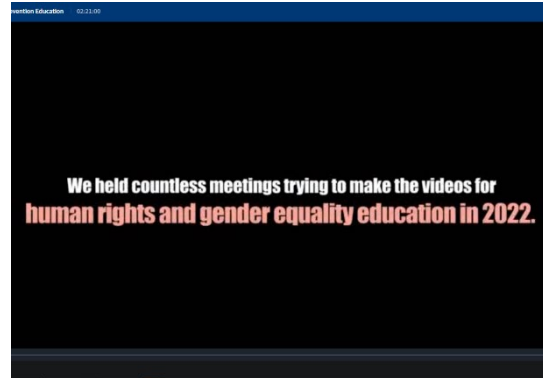 Education 02:21:00
We held countless meetings trying to make the videos for
human rights and gender equality education in 2022.